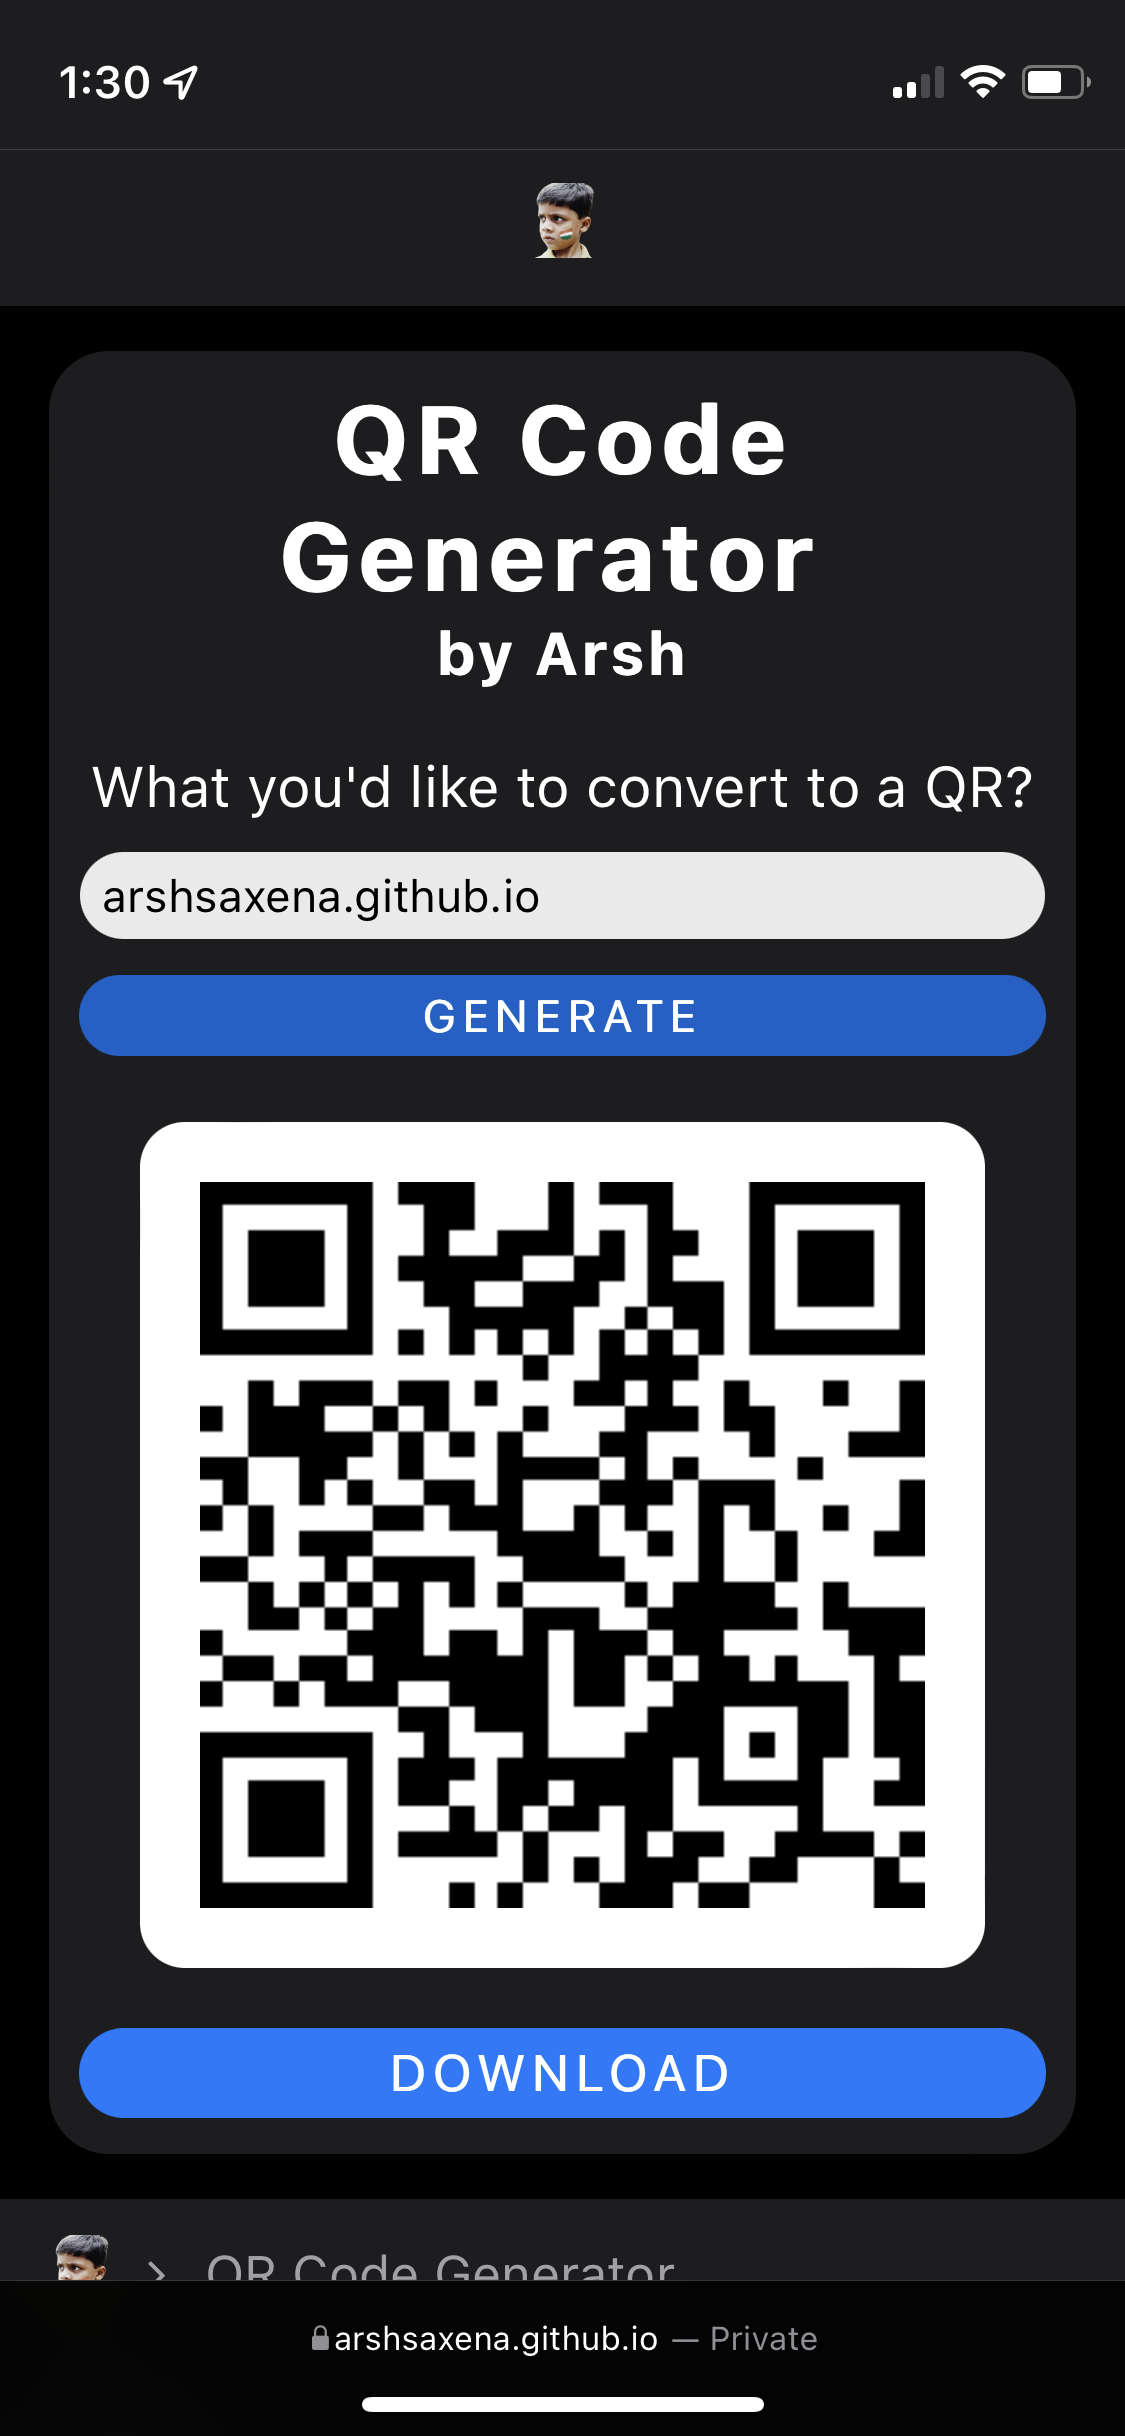 1:30
QR Code
Generator
by Arsh
What you'd like to convert to a QR?
arshsaxena.github.io
GENERATE
DOWNLOAD
QR Code Generator
arshsaxena.github.io — Private